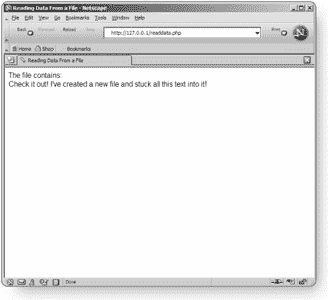 Reading Data From a File - Netscape
File Edit View Go Bookmarks Tools Window Help
Back Reload Print
http://127.0.0.1/readdata.php
Home Shop Bookmarks
Reading Data From a File
The file contains:
Check it out! I've created a new file and stuck all this text into it!
Done